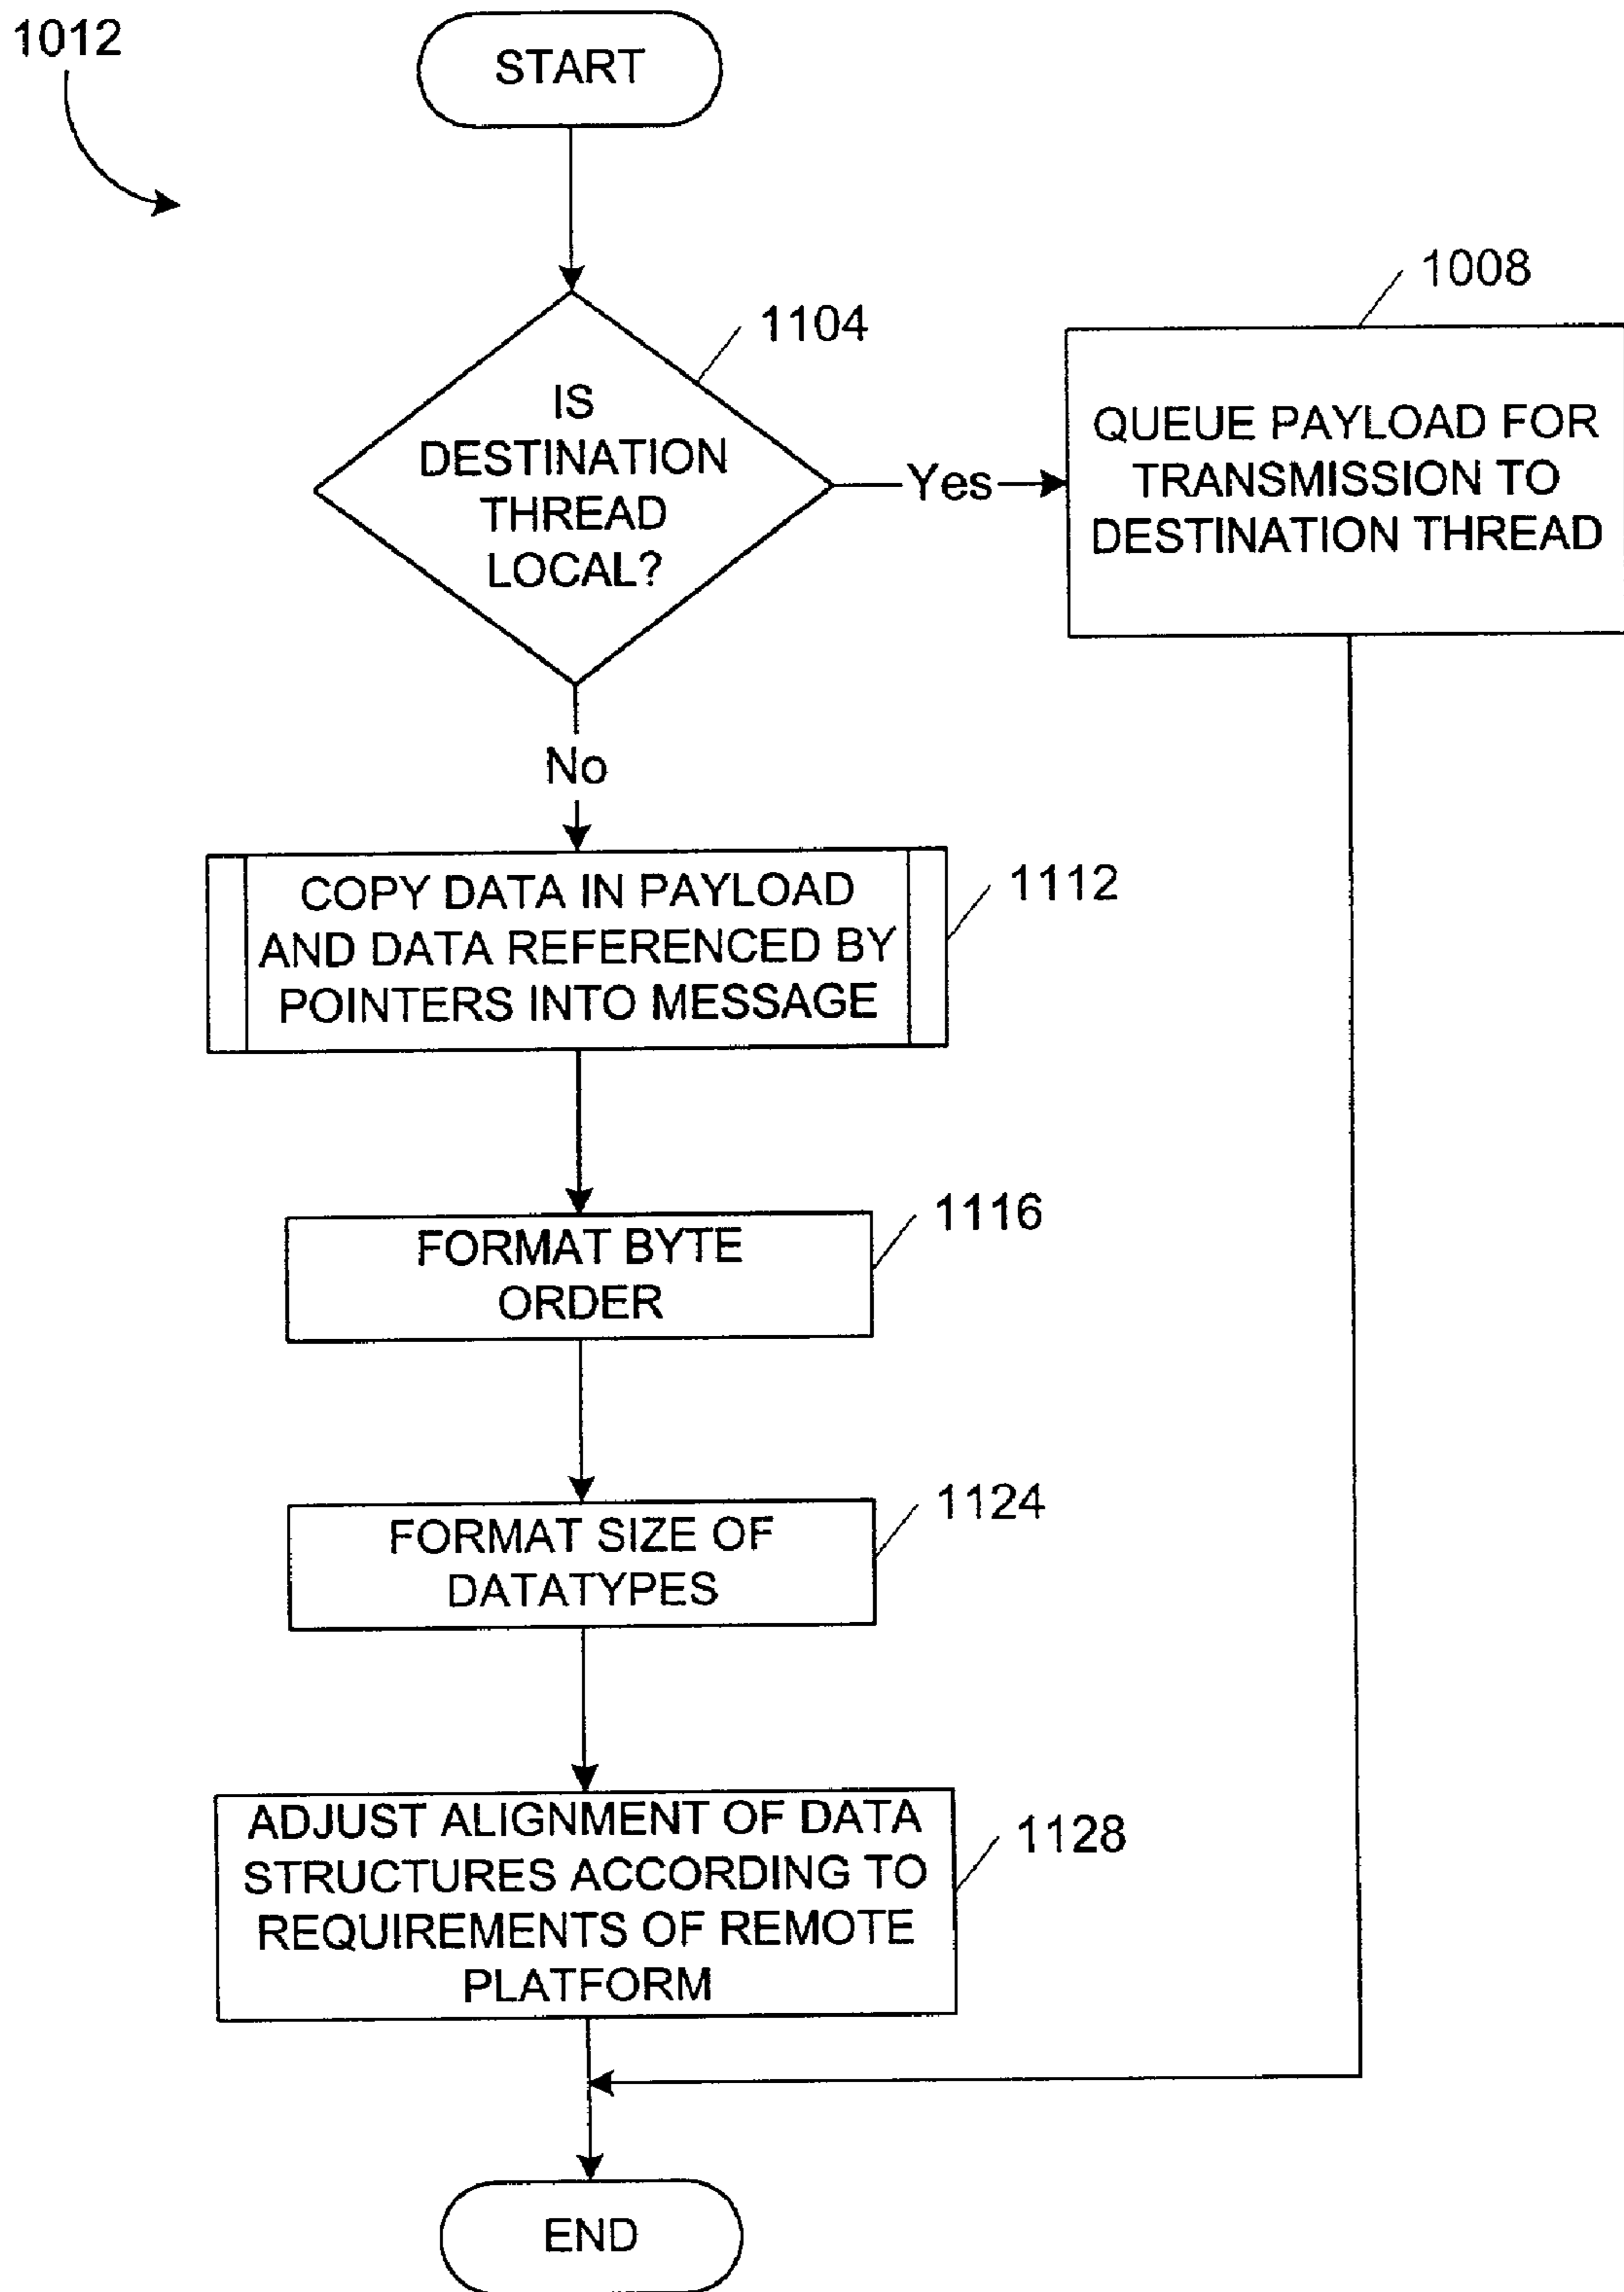 1012
START
1104
IS
DESTINATION
THREAD
LOCAL?
Yes
1008
QUEUE PAYLOAD FOR
TRANSMISSION TO
DESTINATION THREAD
No
1112
COPY DATA IN PAYLOAD
AND DATA REFERENCED BY
POINTERS INTO MESSAGE
1116
FORMAT BYTE
ORDER
1124
FORMAT SIZE OF
DATATYPES
1128
ADJUST ALIGNMENT OF DATA
STRUCTURES ACCORDING TO
REQUIREMENTS OF REMOTE
PLATFORM
END